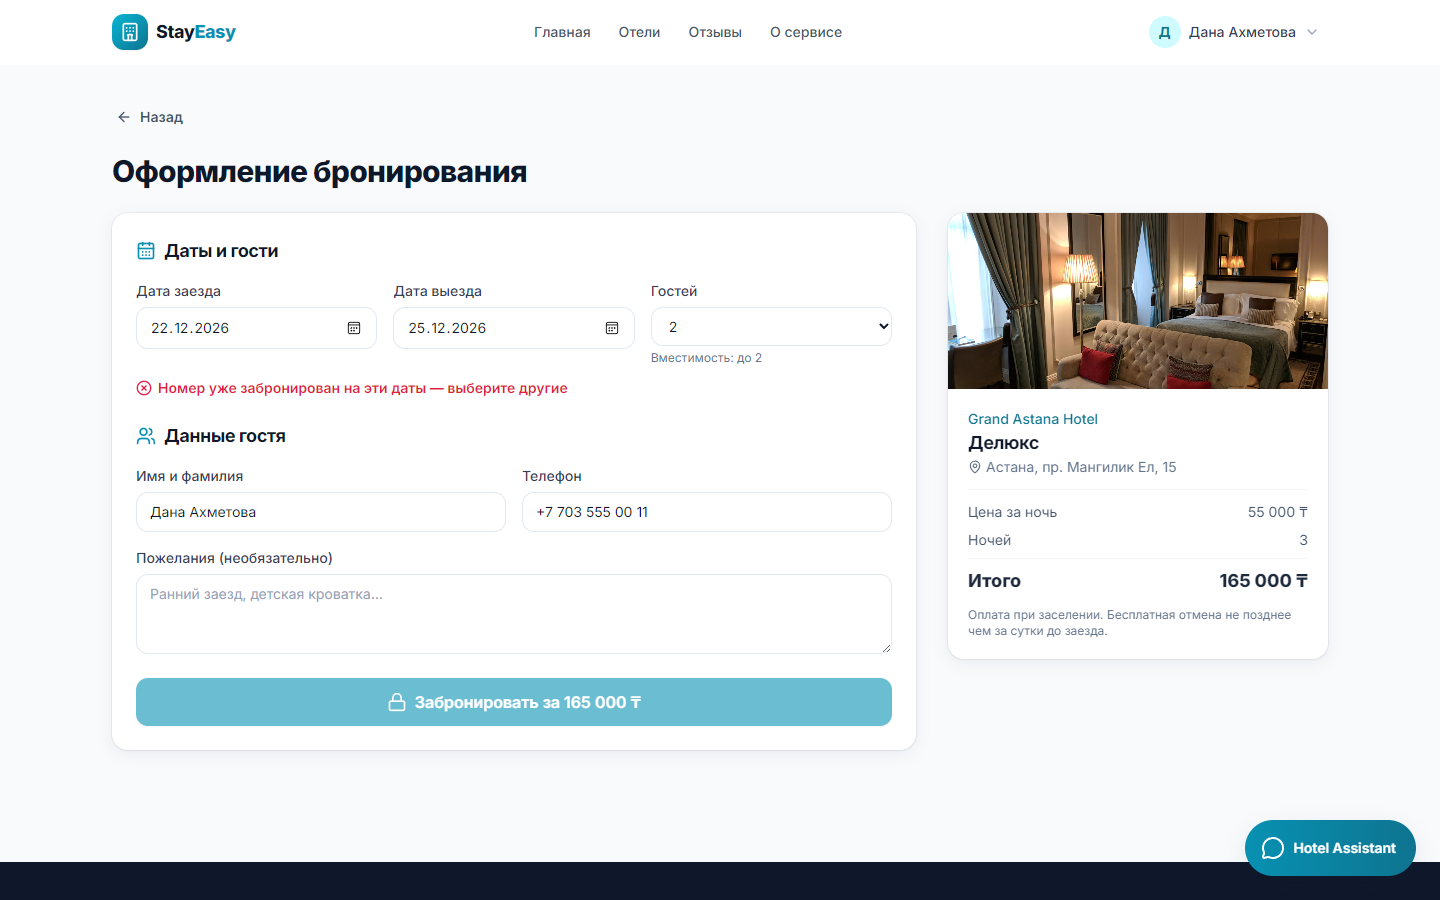 StayEasy
Главная
Отели
Отзывы
О сервисе
Д
Дана Ахметова
Назад
Оформление бронирования
Даты и гости
Дата заезда
Дата выезда
Гостей
22.12.2026
25.12.2026
2
Вместимость: до 2
Номер уже забронирован на эти даты — выберите другие
Данные гостя
Имя и фамилия
Телефон
Дана Ахметова
+7 703 555 00 11
Пожелания (необязательно)
Ранний заезд, детская кроватка...
Забронировать за 165 000 ₸
Grand Astana Hotel
Делюкс
Астана, пр. Мангилик Ел, 15
Цена за ночь
55 000 ₸
Ночей
3
Итого
165 000 ₸
Оплата при заселении. Бесплатная отмена не позднее
чем за сутки до заезда.
Hotel Assistant